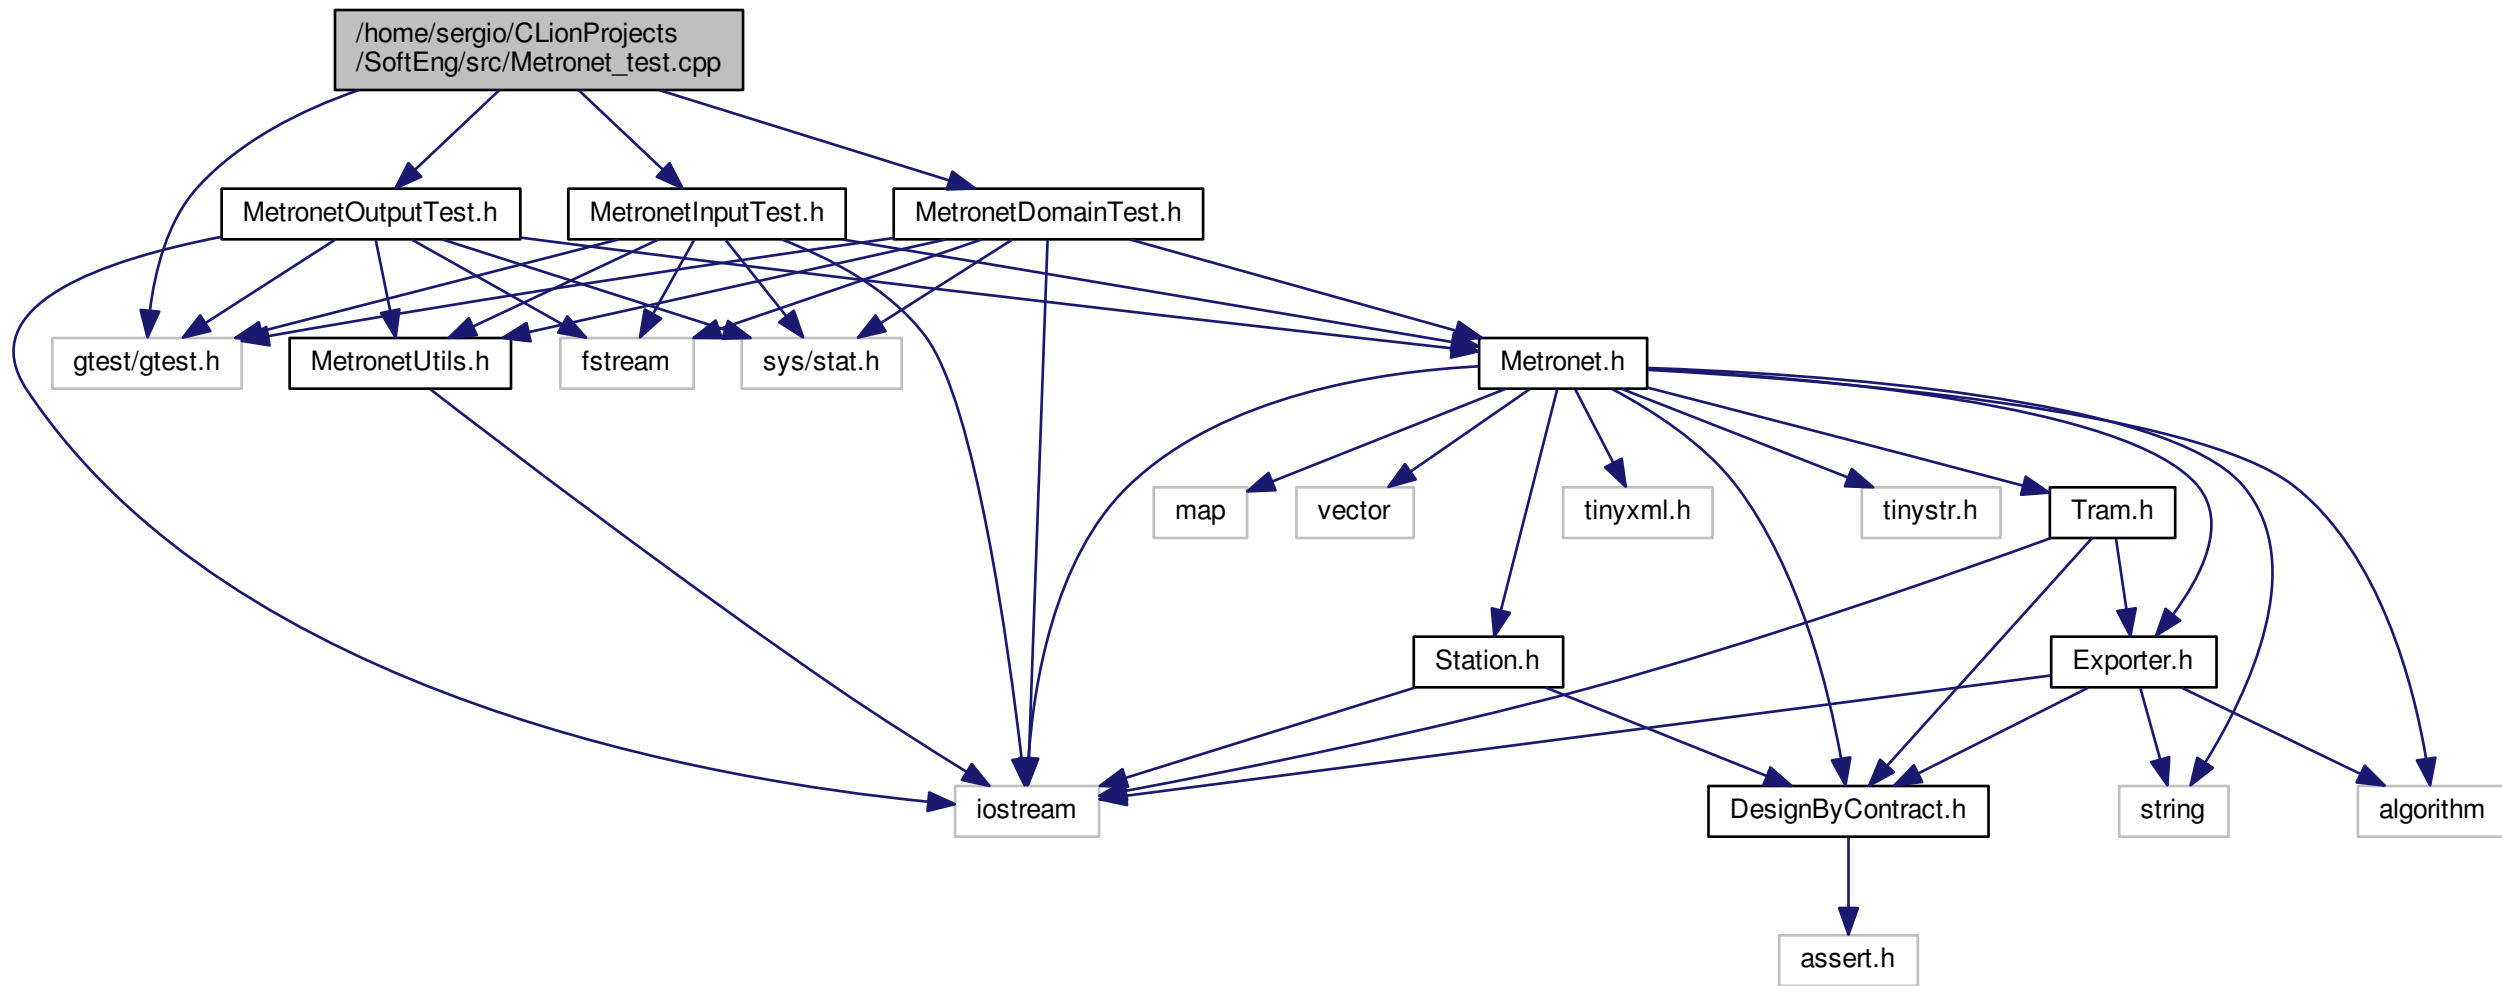 /home/sergio/CLionProjects
/SoftEng/src/Metronet_test.cpp
MetronetOutputTest.h
MetronetInputTest.h
MetronetDomainTest.h
gtest/gtest.h
MetronetUtils.h
fstream
sys/stat.h
Metronet.h
map
vector
tinyxml.h
tinystr.h
Tram.h
Station.h
Exporter.h
iostream
DesignByContract.h
string
algorithm
assert.h